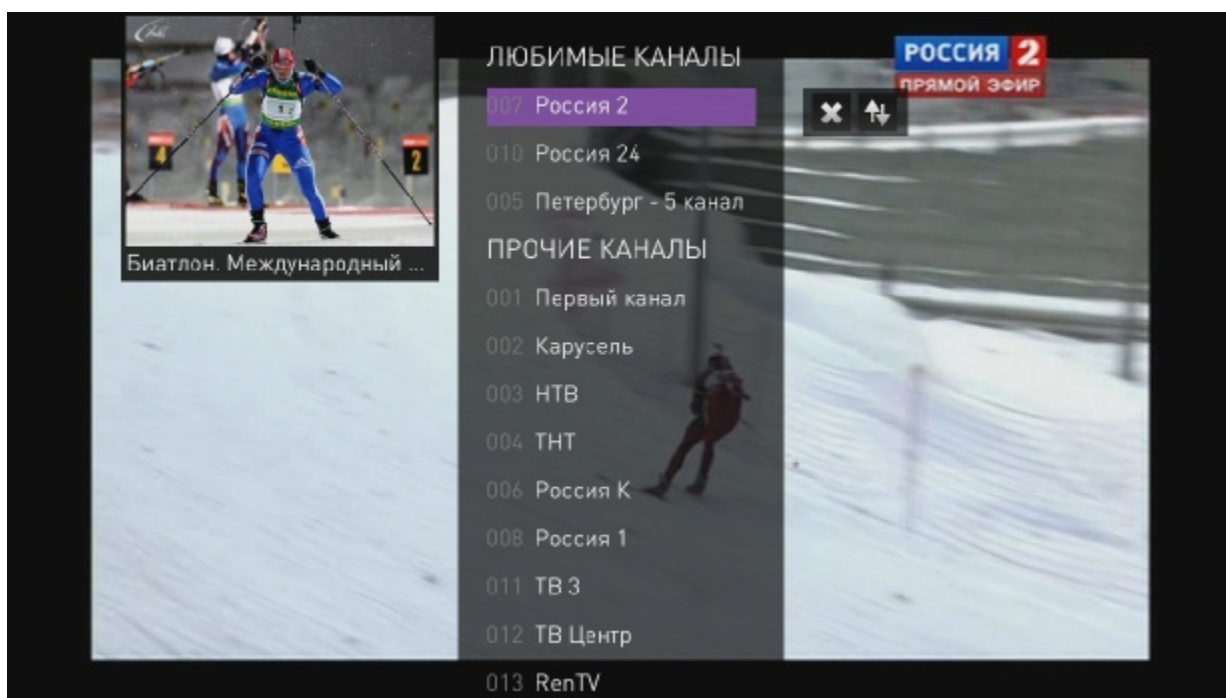 ЛЮБИМЫЕ КАНАЛЫ
007 Россия 2
010 Россия 24
005 Петербург - 5 канал
ПРОЧИЕ КАНАЛЫ
001 Первый канал
002 Карусель
003 НТВ
004 ТНТ
006 Россия К
008 Россия 1
011 ТВ 3
012 ТВ Центр
013 RenTV
Биатлон. Международный ...
4
2
РОССИЯ 2
ПРЯМОЙ ЭФИР